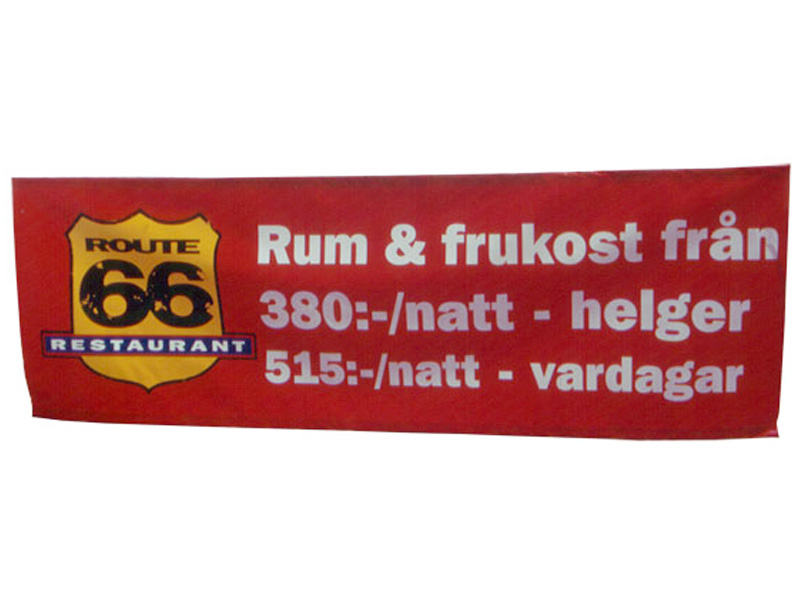 ROUTE
66
RESTAURANT
Rum & frukost från
380:-/natt - helger
515:-/natt - vardagar